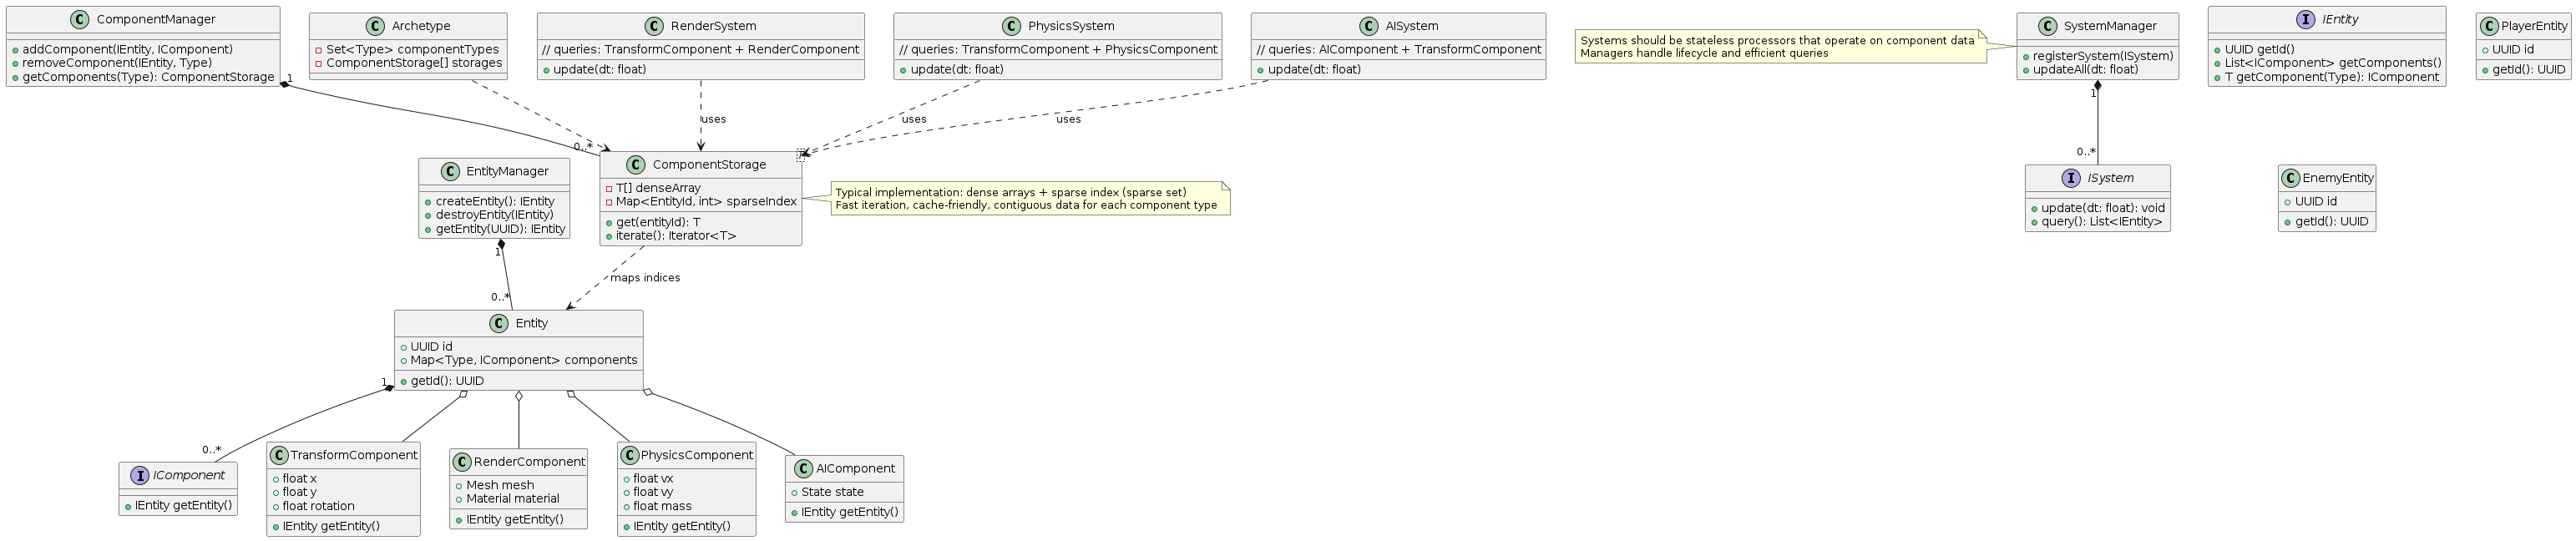 ComponentManager
addComponent(IEntity, IComponent)
removeComponent(IEntity, Type)
getComponents(Type): ComponentStorage
Archetype
Set<Type> componentTypes
ComponentStorage[] storages
RenderSystem
// queries: TransformComponent + RenderComponent
update(dt: float)
PhysicsSystem
// queries: TransformComponent + PhysicsComponent
update(dt: float)
AISystem
// queries: AIComponent + TransformComponent
update(dt: float)
Systems should be stateless processors that operate on component data
Managers handle lifecycle and efficient queries
SystemManager
registerSystem(ISystem)
updateAll(dt: float)
IEntity
UUID getId()
List<IComponent> getComponents()
T getComponent(Type): IComponent
PlayerEntity
UUID id
getId(): UUID
1
0..*
uses
uses
uses
1
0..*
EntityManager
createEntity(): IEntity
destroyEntity(IEntity)
getEntity(UUID): IEntity
ComponentStorage
T[] denseArray
Map<EntityId, int> sparseIndex
get(entityId): T
iterate(): Iterator<T>
Typical implementation: dense arrays + sparse index (sparse set)
Fast iteration, cache-friendly, contiguous data for each component type
ISystem
update(dt: float): void
query(): List<IEntity>
EnemyEntity
UUID id
getId(): UUID
1
0..*
maps indices
Entity
UUID id
Map<Type, IComponent> components
getId(): UUID
1
0..*
IComponent
IEntity getEntity()
TransformComponent
float x
float y
float rotation
IEntity getEntity()
RenderComponent
Mesh mesh
Material material
IEntity getEntity()
PhysicsComponent
float vx
float vy
float mass
IEntity getEntity()
AIComponent
State state
IEntity getEntity()